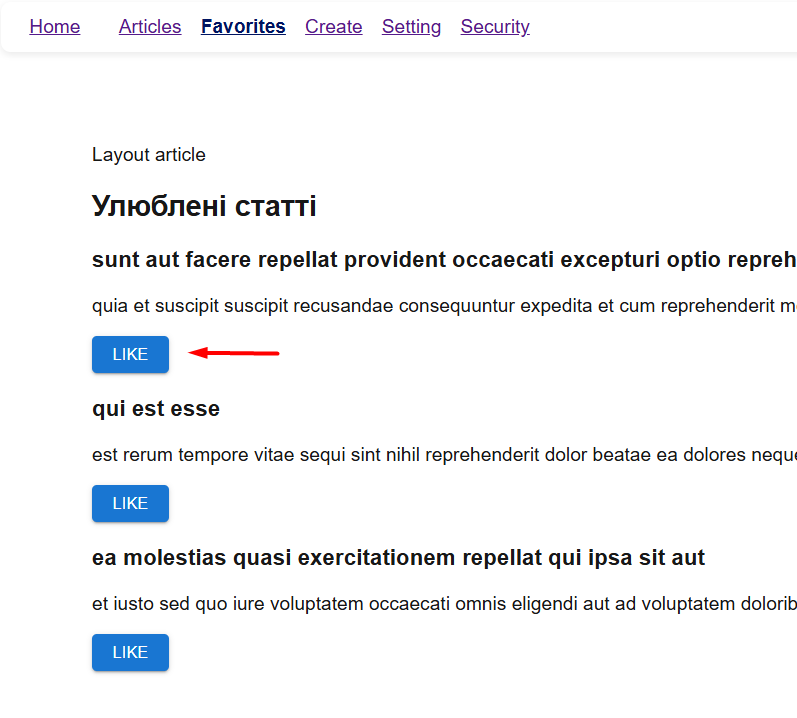 Home Articles Favorites Create Setting Security
Layout article
Улюблені статті
sunt aut facere repellat provident occaecati excepturi optio repreh
quia et suscipit suscipit recusandae consequuntur expedita et cum reprehenderit m
LIKE
qui est esse
est rerum tempore vitae sequi sint nihil reprehenderit dolor beatae ea dolores neque
LIKE
ea molestias quasi exercitationem repellat qui ipsa sit aut
et iusto sed quo iure voluptatem occaecati omnis eligendi aut ad voluptatem dolorib
LIKE